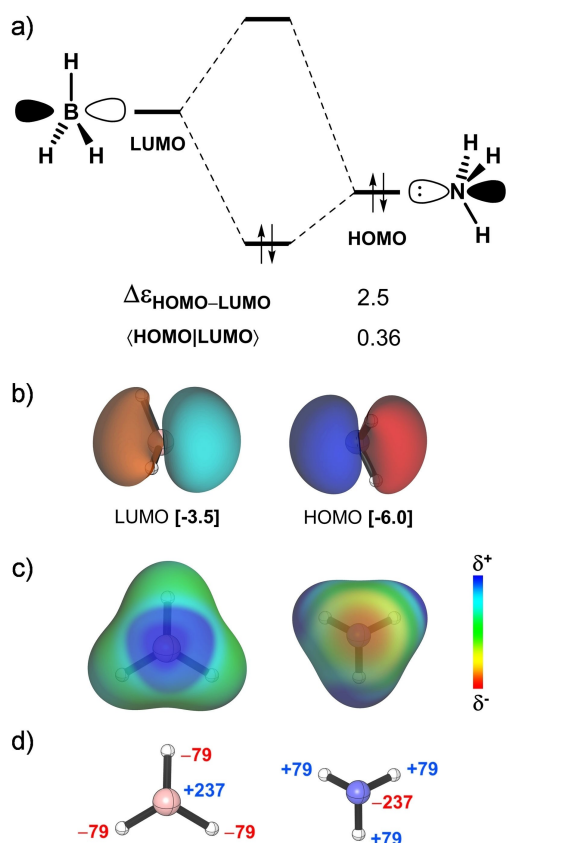 a)
H
B
H H
LUMO
H
H
: N
HOMO
H
Δε_HOMO–LUMO 2.5
⟨HOMO|LUMO⟩ 0.36
b)
LUMO [-3.5] HOMO [-6.0]
c)
δ+
δ-
d)
–79
+79 +79
+237
–237
–79 –79
+79